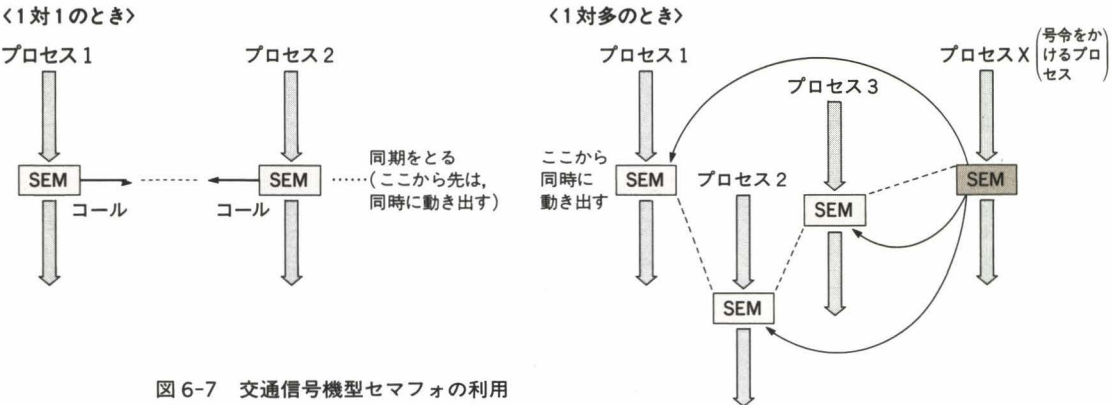 〈1対1のとき〉
プロセス1
プロセス2
SEM
コール
コール
SEM
……同期をとる
(ここから先は,
同時に動き出す)
〈1対多のとき〉
プロセス1
プロセス3
プロセスX
(号令をか
けるプロ
セス)
ここから
同時に
動き出す
SEM
プロセス2
SEM
SEM
SEM
図6-7 交通信号機型セマフォの利用